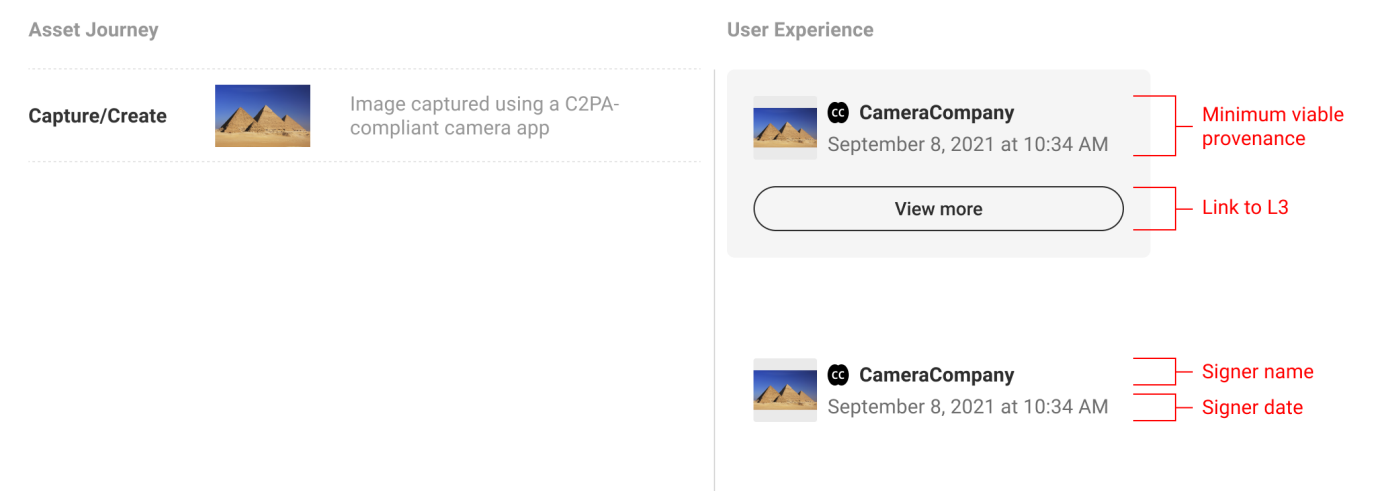 Asset Journey
User Experience
Capture/Create
Image captured using a C2PA-
compliant camera app
cc CameraCompany
September 8, 2021 at 10:34 AM
Minimum viable
provenance
View more
Link to L3
cc CameraCompany
Signer name
September 8, 2021 at 10:34 AM
Signer date